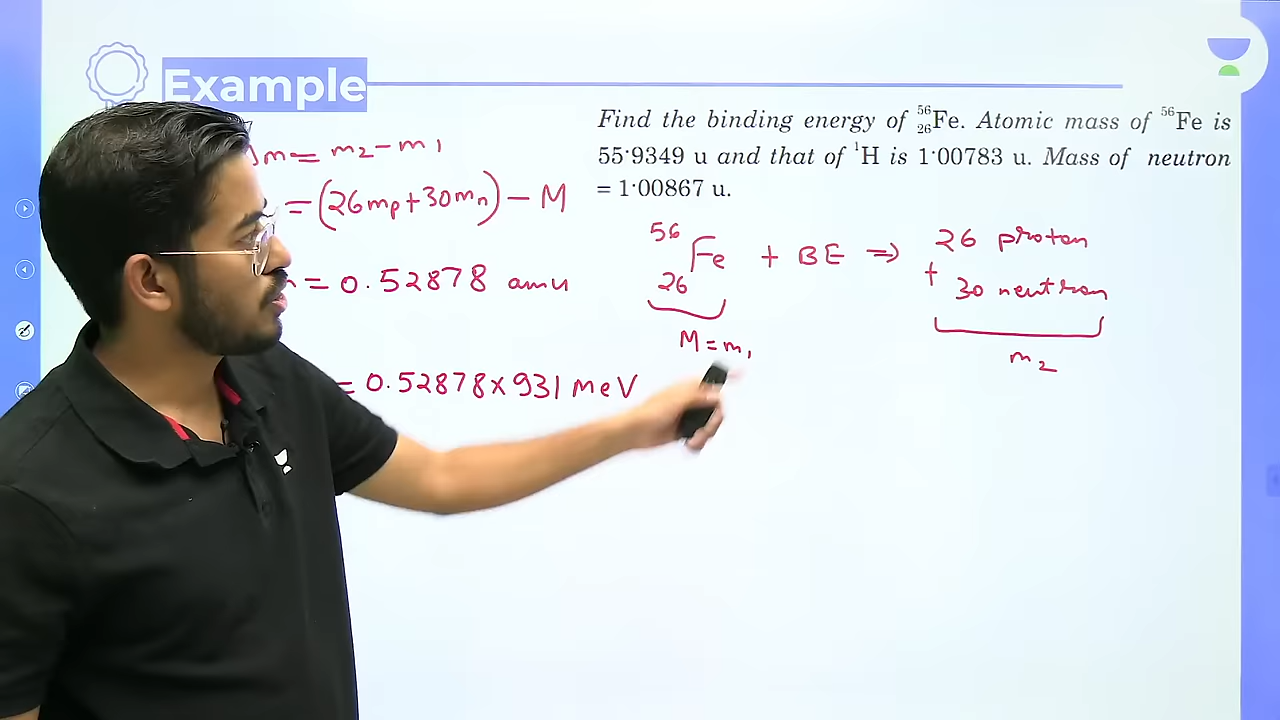 Example
Find the binding energy of ⁵⁶₂₆Fe. Atomic mass of ⁵⁶Fe is
55·9349 u and that of ¹H is 1·00783 u. Mass of neutron
= 1·00867 u.
m = m₂ - m₁
= (26mp + 30mn) - M
= 0.52878 amu
= 0.52878 × 931 meV
⁵⁶₂₆Fe + BE ⇒ 26 proton
+ 30 neutron
M = m₁
m₂